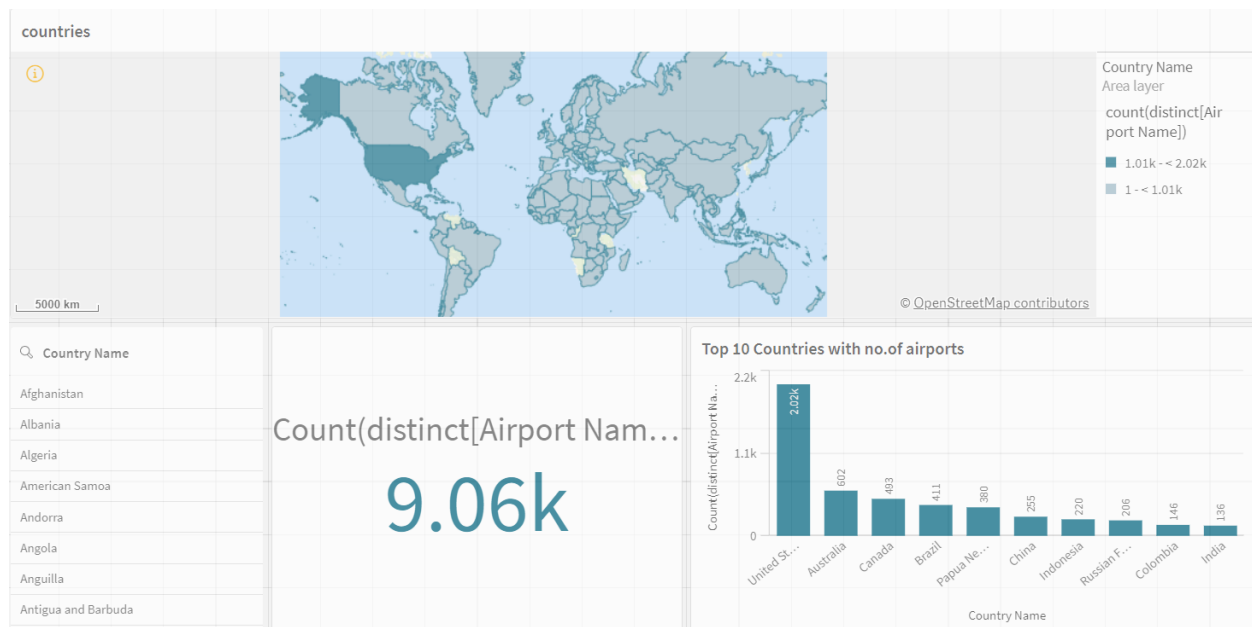 countries
Country Name
Area layer
count(distinct[Air
port Name])
1.01k - < 2.02k
1 - < 1.01k
5000 km
© OpenStreetMap contributors
Country Name
Afghanistan
Albania
Algeria
American Samoa
Andorra
Angola
Anguilla
Antigua and Barbuda
Count(distinct[Airport Nam...
9.06k
Top 10 Countries with no.of airports
Count(distinct[Airport Na...
2.2k
1.1k
0
2.02k
602
493
411
380
255
220
206
146
136
United St...
Australia
Canada
Brazil
Papua Ne...
China
Indonesia
Russian F...
Colombia
India
Country Name